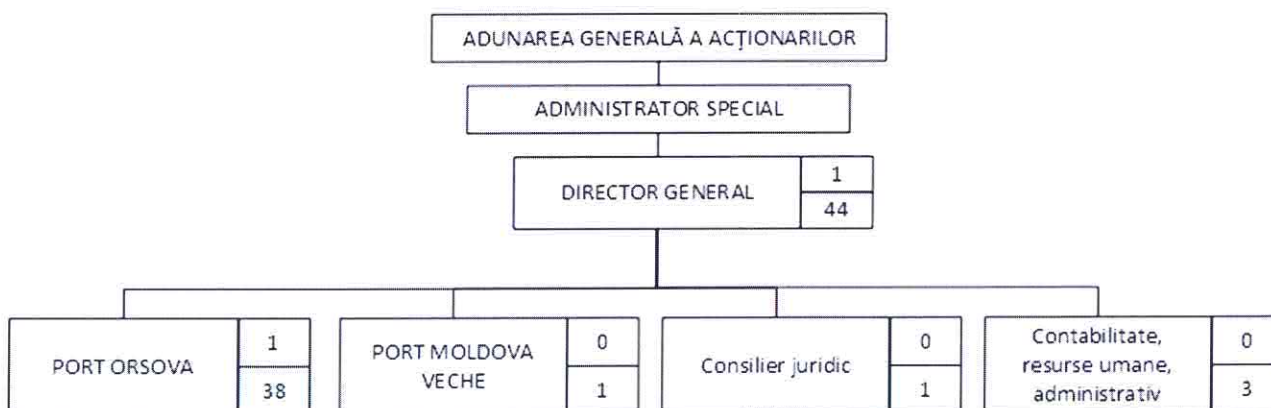 ADUNAREA GENERALĂ A ACȚIONARILOR
ADMINISTRATOR SPECIAL
DIRECTOR GENERAL
1
44
PORT ORSOVA
1
38
PORT MOLDOVA
VECHE
0
1
Consilier juridic
0
1
Contabilitate,
resurse umane,
administrativ
0
3